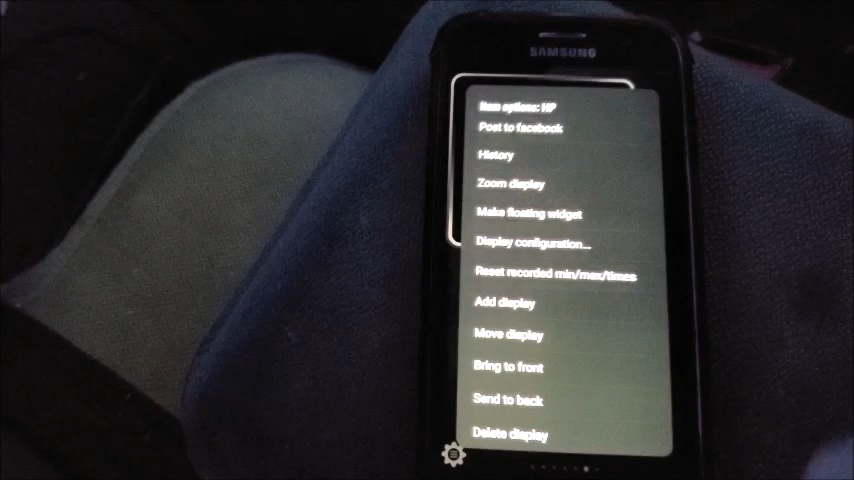 SAMSUNG
Item options: HP
Post to facebook
History
Zoom display
Make floating widget
Display configuration...
Reset recorded min/max/times
Add display
Move display
Bring to front
Send to back
Delete display